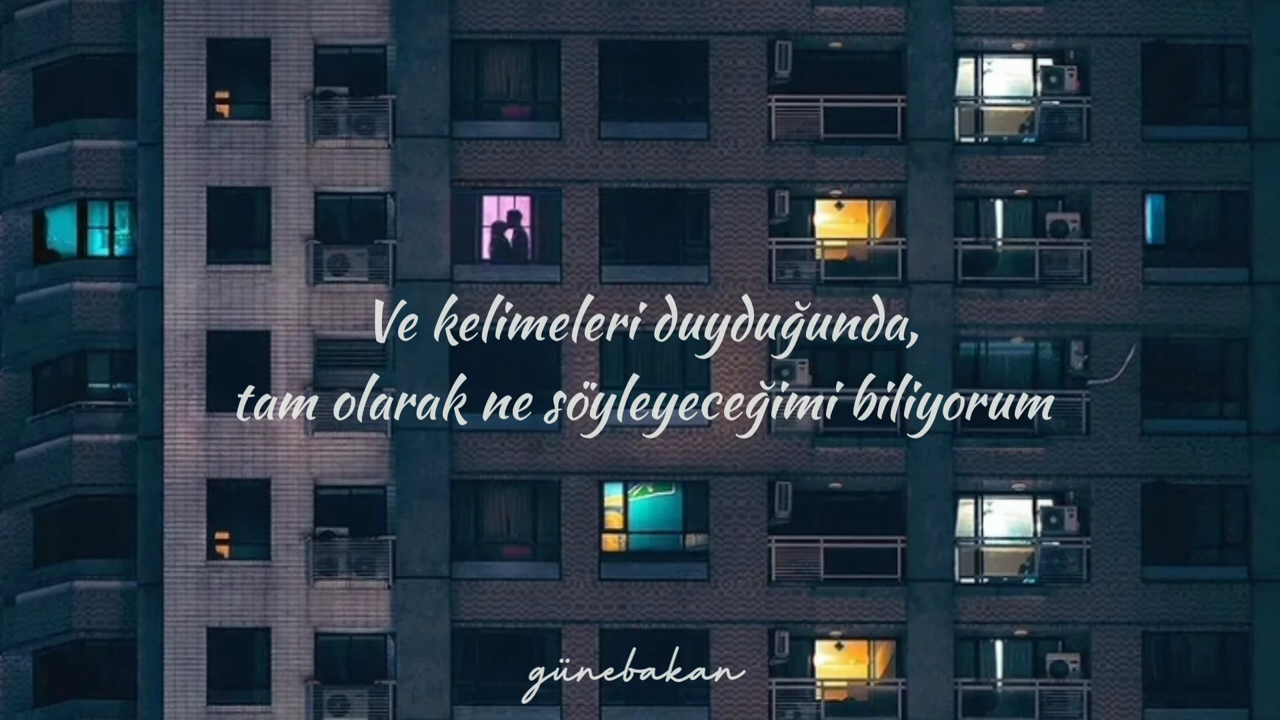 Ve kelimeleri duyduğunda,
tam olarak ne söyleyeceğimi biliyorum
günebakan